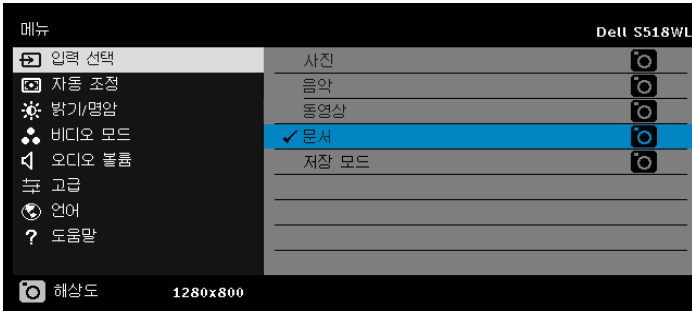 메뉴
Dell S518WL
입력 선택
자동 조정
밝기/명암
비디오 모드
오디오 볼륨
고급
언어
도움말
사진
음악
동영상
문서
저장 모드
해상도 1280x800